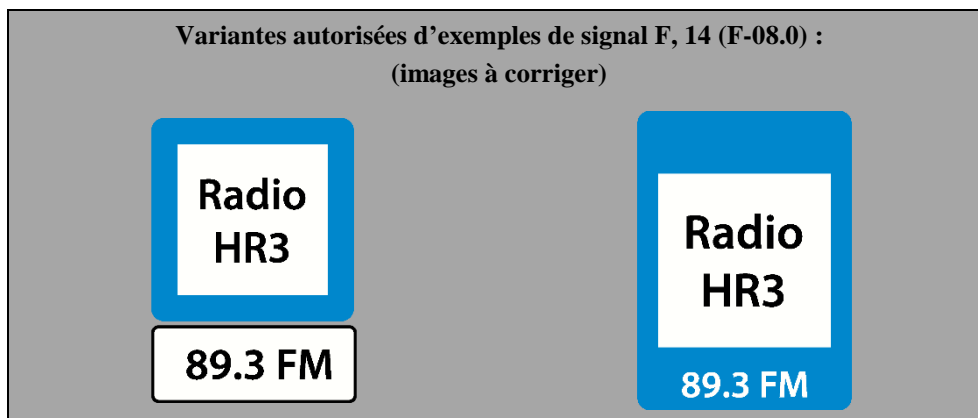 Variantes autorisées d’exemples de signal F, 14 (F-08.0) :
(images à corriger)
Radio
HR3
89.3 FM
Radio
HR3
89.3 FM